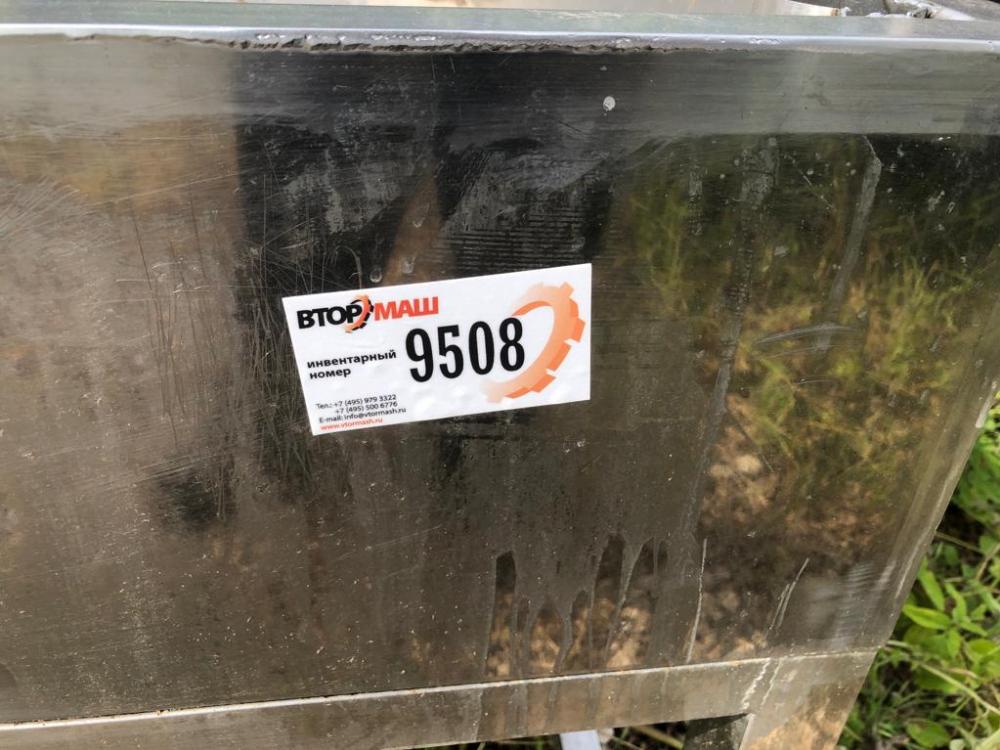 ВТОРМАШ
инвентарный
номер
9508
Тел.: +7 (495) 979 3322
+7 (495) 500 6776
E-mail: info@vtormash.ru
www.vtormash.ru